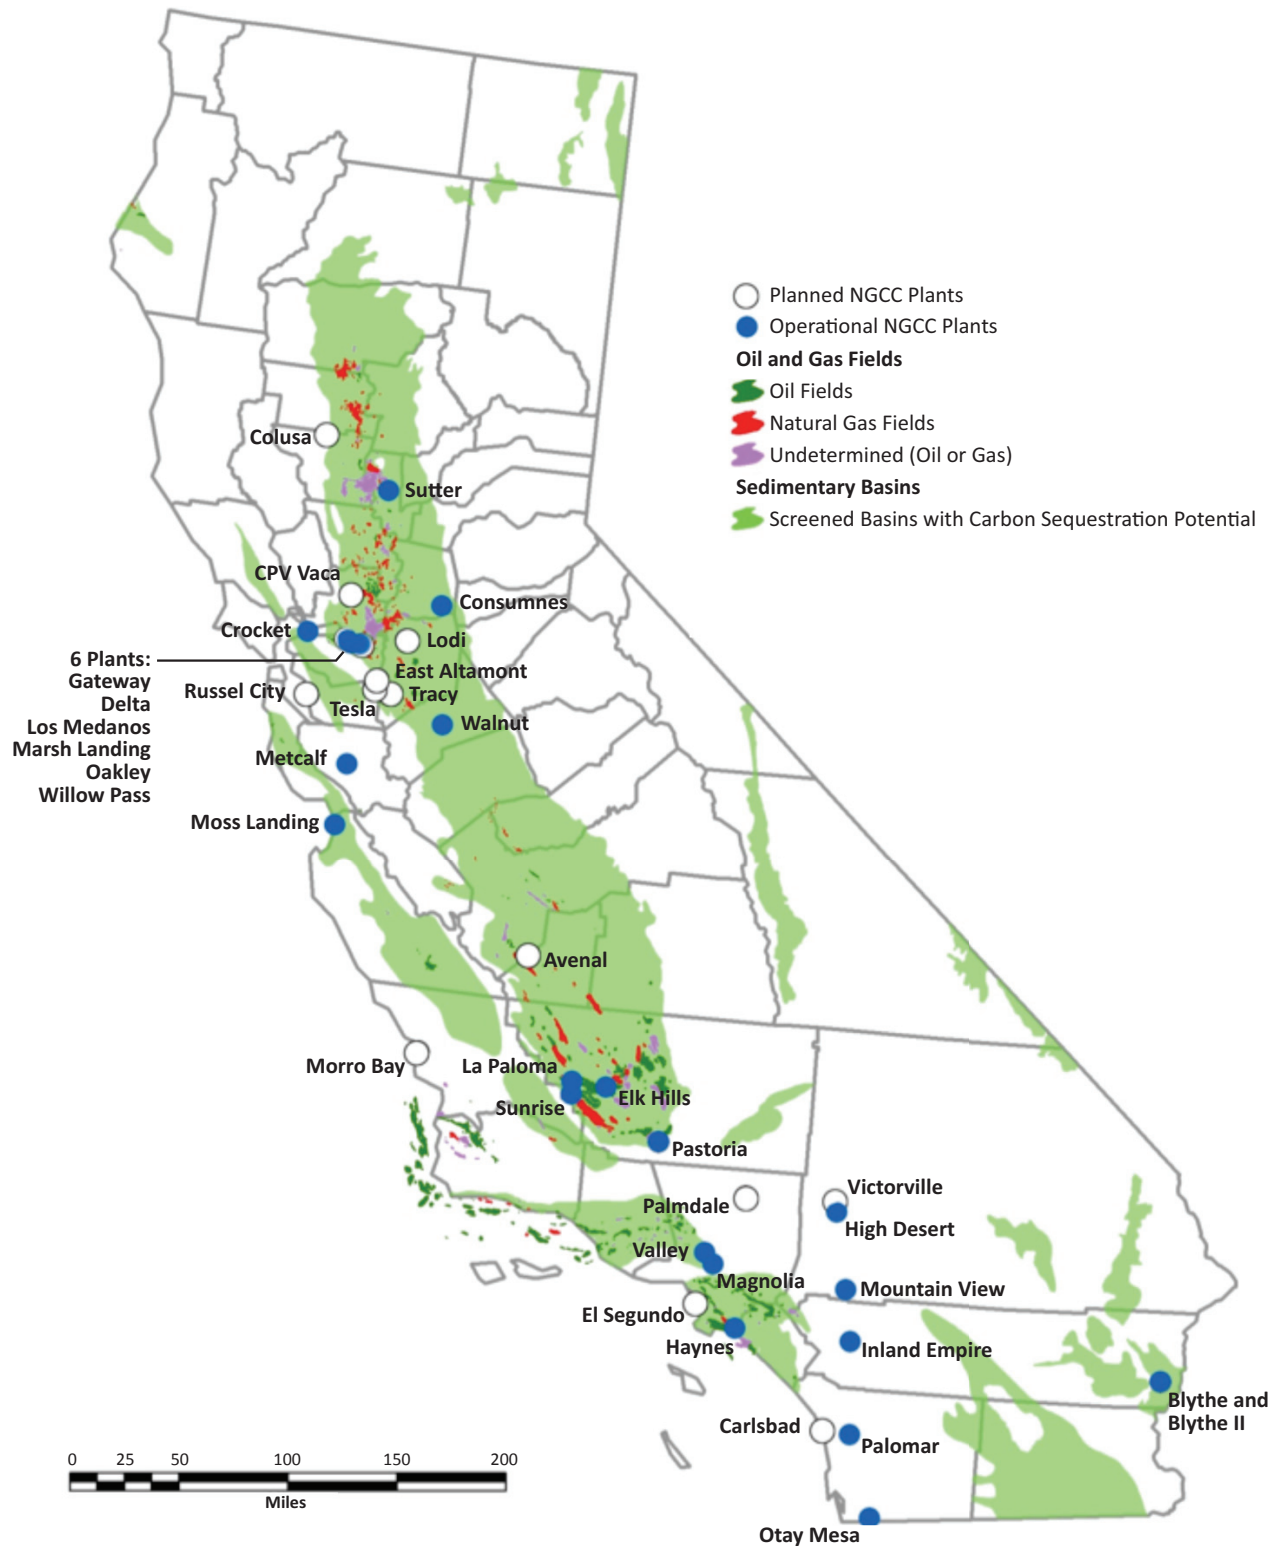 Planned NGCC Plants
Operational NGCC Plants
Oil and Gas Fields
Oil Fields
Natural Gas Fields
Undetermined (Oil or Gas)
Sedimentary Basins
Screened Basins with Carbon Sequestration Potential
Colusa
Sutter
CPV Vaca
Consumnes
Crocket
Lodi
6 Plants:
Gateway
Delta
Los Medanos
Marsh Landing
Oakley
Willow Pass
East Altamont
Russel City
Tesla
Tracy
Walnut
Metcalf
Moss Landing
Avenal
Morro Bay
La Paloma
Elk Hills
Sunrise
Pastoria
Palmdale
Victorville
High Desert
Valley
Magnolia
Mountain View
El Segundo
Haynes
Inland Empire
Blythe and
Blythe II
Carlsbad
Palomar
Otay Mesa
0 25 50 100 150 200
Miles